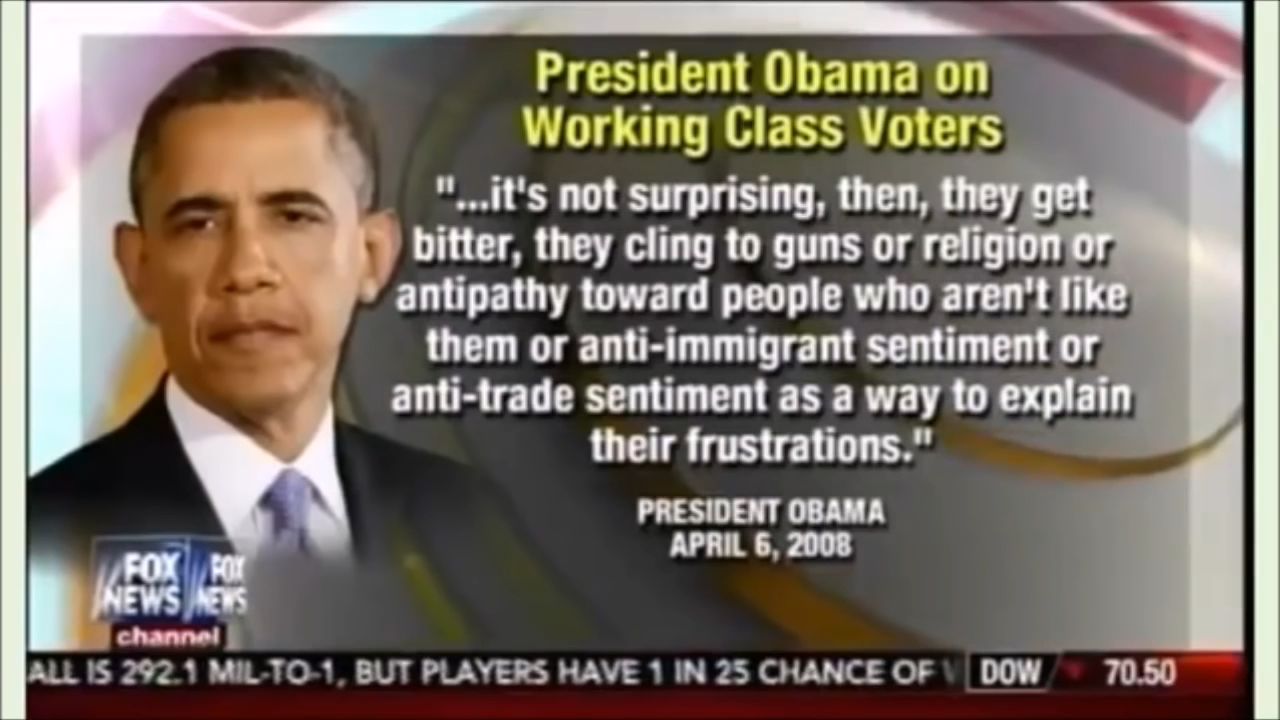 President Obama on
Working Class Voters
"...it's not surprising, then, they get
bitter, they cling to guns or religion or
antipathy toward people who aren't like
them or anti-immigrant sentiment or
anti-trade sentiment as a way to explain
their frustrations."
PRESIDENT OBAMA
APRIL 6, 2008
FOX NEWS
FOX NEWS
channel
ALL IS 292.1 MIL-TO-1, BUT PLAYERS HAVE 1 IN 25 CHANCE OF
DOW 70.50